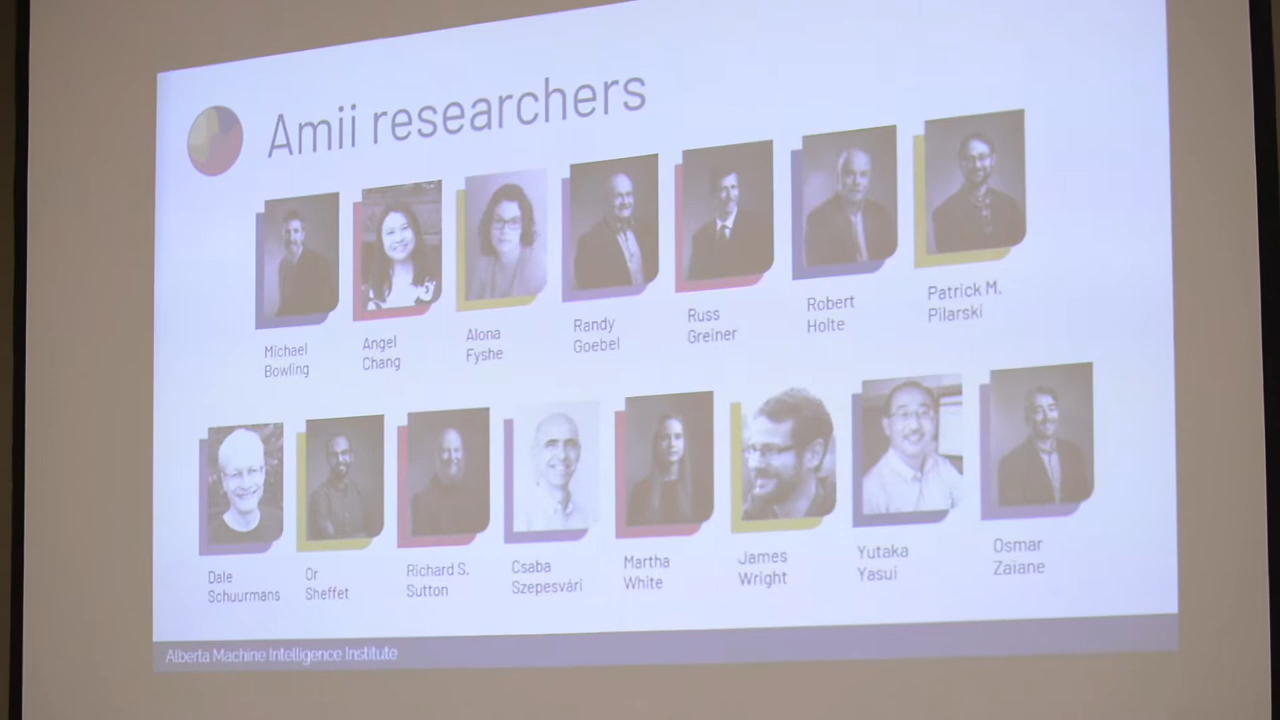 Amii researchers
Michael
Bowling
Angel
Chang
Alona
Fyshe
Randy
Goebel
Russ
Greiner
Robert
Holte
Patrick M.
Pilarski
Dale
Schuurmans
Or
Sheffet
Richard S.
Sutton
Csaba
Szepesvári
Martha
White
James
Wright
Yutaka
Yasui
Osmar
Zaïane
Alberta Machine Intelligence Institute